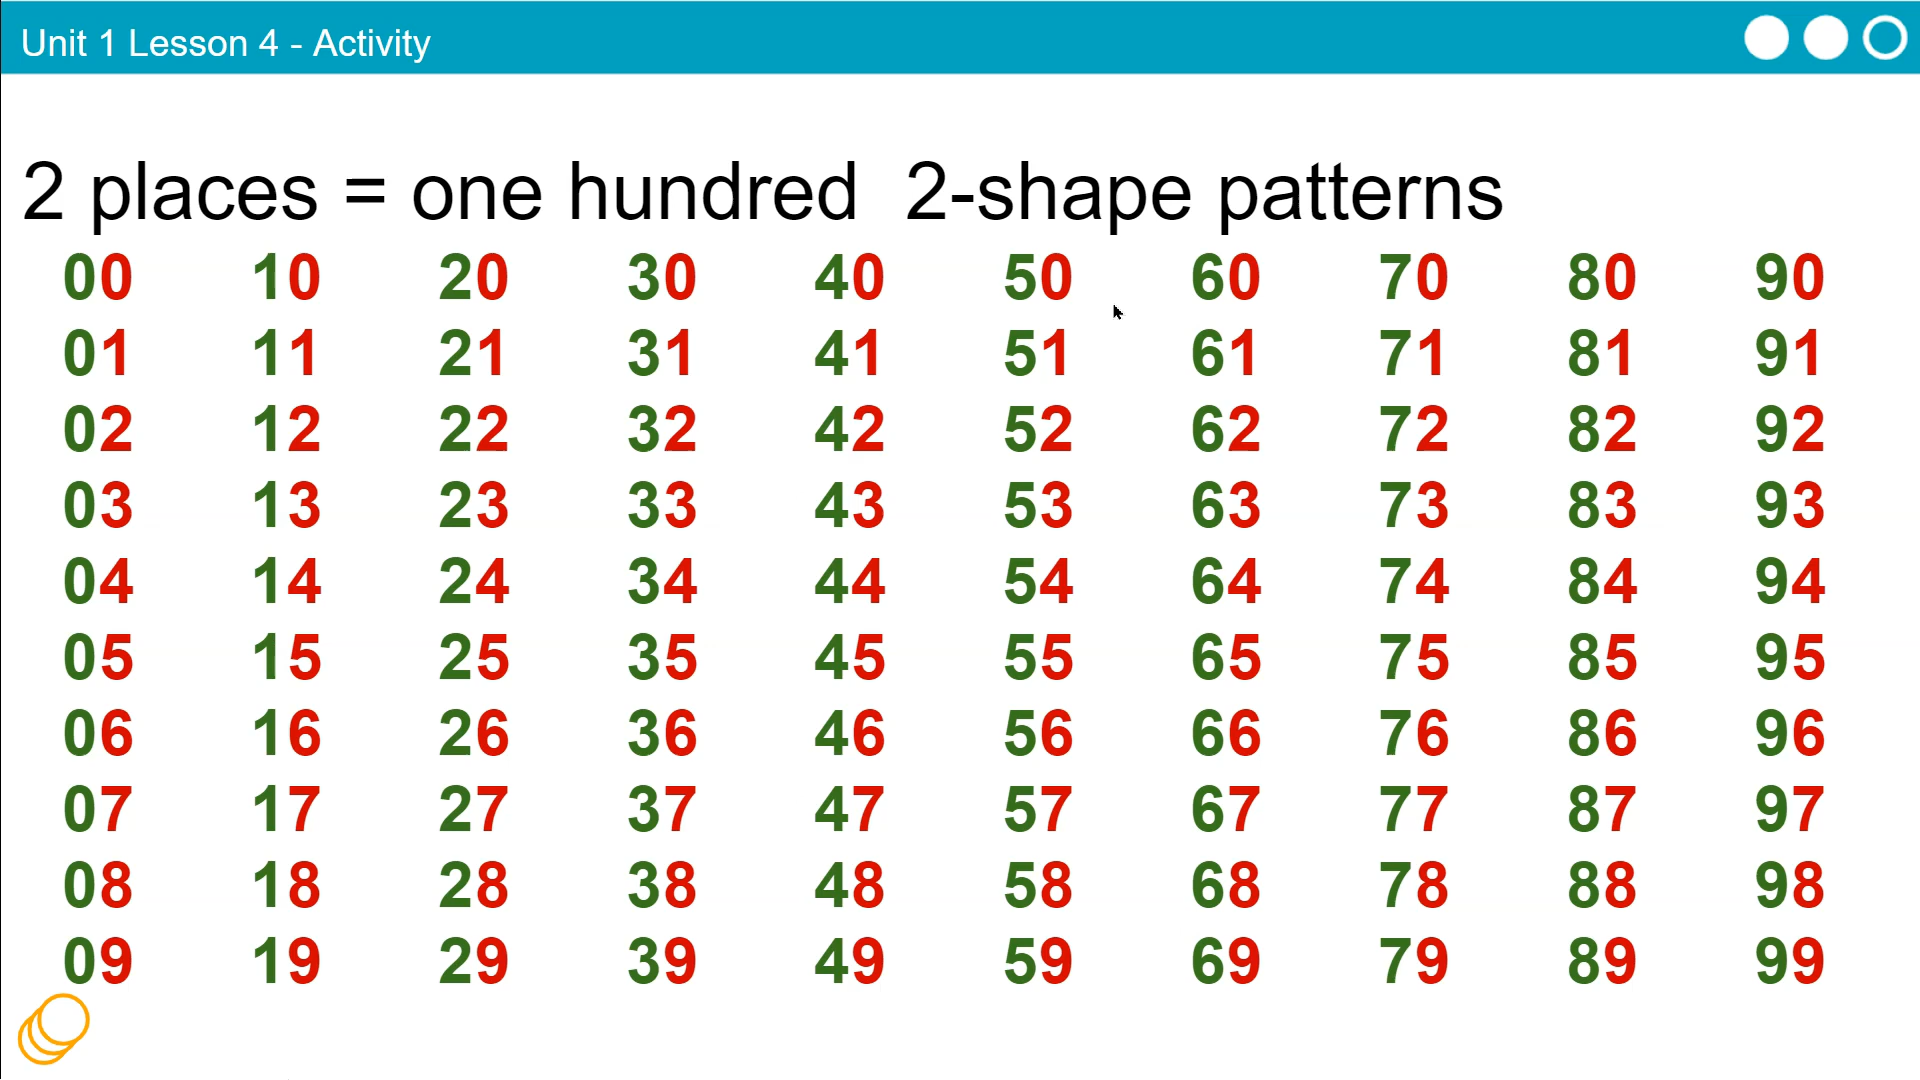 Unit 1 Lesson 4 - Activity
2 places = one hundred 2-shape patterns
00 10 20 30 40 50 60 70 80 90
01 11 21 31 41 51 61 71 81 91
02 12 22 32 42 52 62 72 82 92
03 13 23 33 43 53 63 73 83 93
04 14 24 34 44 54 64 74 84 94
05 15 25 35 45 55 65 75 85 95
06 16 26 36 46 56 66 76 86 96
07 17 27 37 47 57 67 77 87 97
08 18 28 38 48 58 68 78 88 98
09 19 29 39 49 59 69 79 89 99